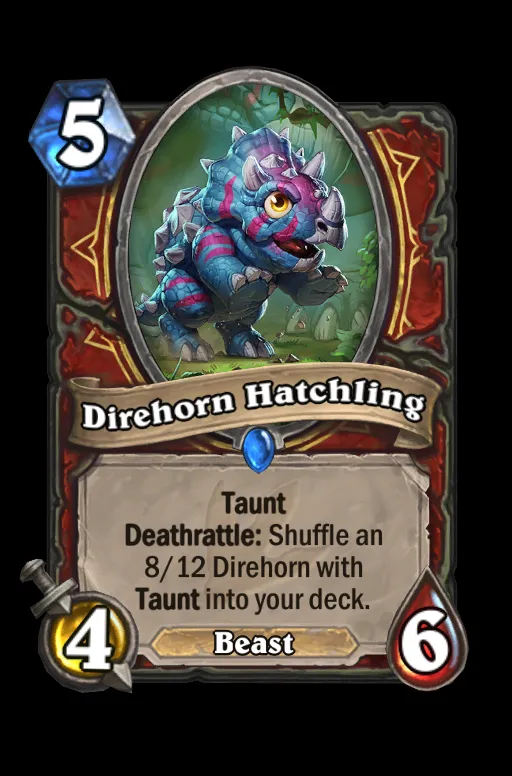 5
Direhorn Hatchling
Taunt
Deathrattle: Shuffle an
8/12 Direhorn with
Taunt into your deck.
4
Beast
6